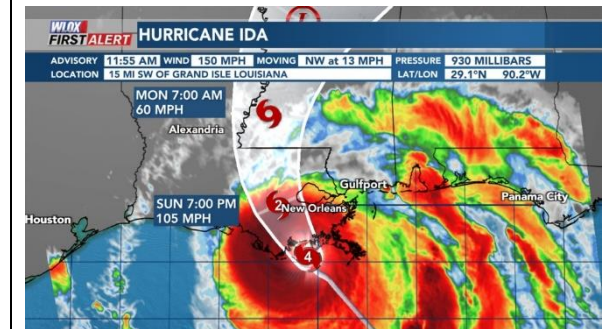 WLOX
FIRST ALERT
HURRICANE IDA
ADVISORY 11:55 AM WIND 150 MPH MOVING NW at 13 MPH PRESSURE 930 MILLIBARS
LOCATION 15 MI SW OF GRAND ISLE LOUISIANA LAT/LON 29.1°N 90.2°W
MON 7:00 AM
60 MPH
Alexandria
Gulfport
Panama City
SUN 7:00 PM
105 MPH
2
New Orleans
Houston
4
L